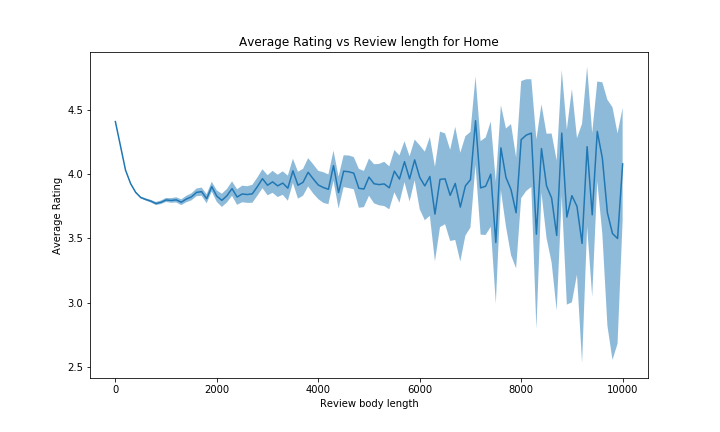 Average Rating vs Review length for Home
Average Rating
4.5
4.0
3.5
3.0
2.5
0 2000 4000 6000 8000 10000
Review body length